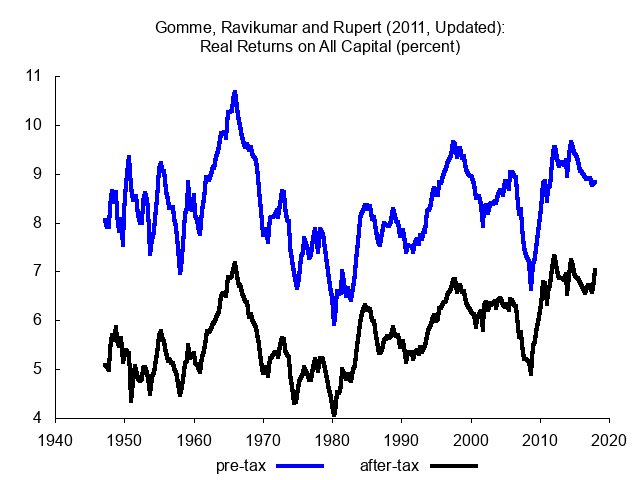 Gomme, Ravikumar and Rupert (2011, Updated):
Real Returns on All Capital (percent)
11
10
9
8
7
6
5
4
1940 1950 1960 1970 1980 1990 2000 2010 2020
pre-tax after-tax